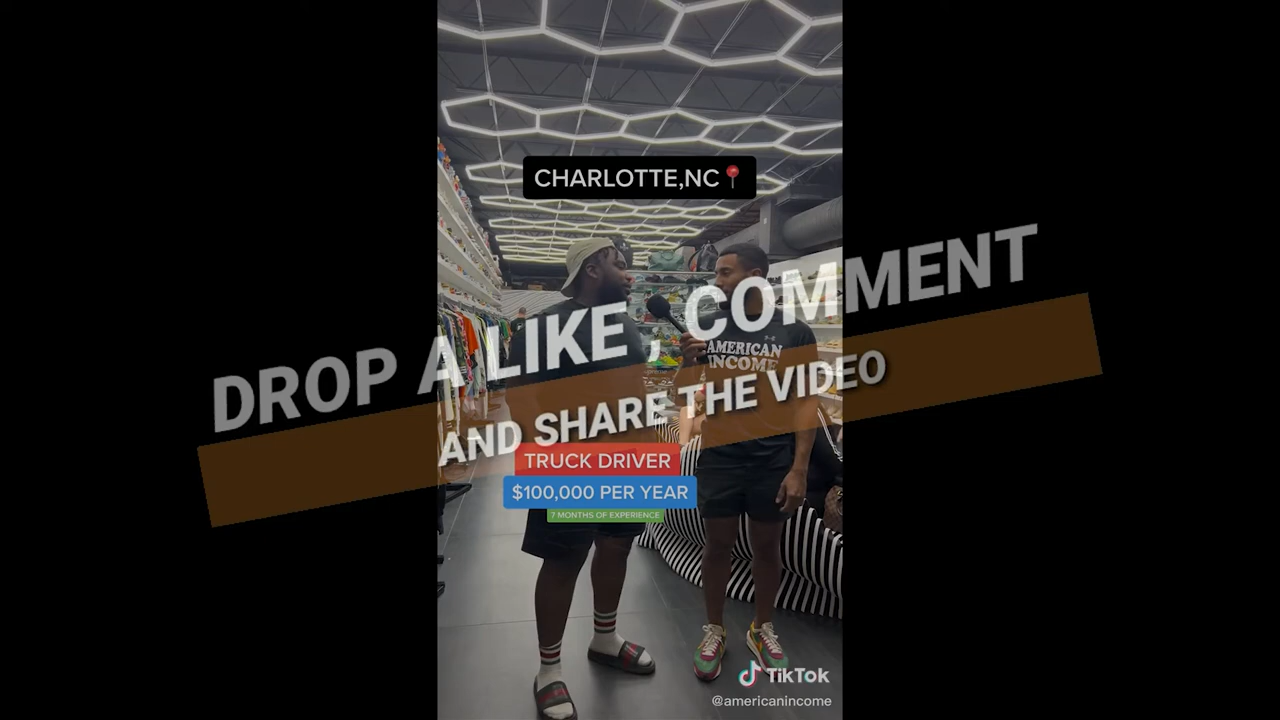 CHARLOTTE,NC📍
DROP A LIKE , COMMENT
AND SHARE THE VIDEO
AMERICAN
INCOME
TRUCK DRIVER
$100,000 PER YEAR
7 MONTHS OF EXPERIENCE
TikTok
@americanincome